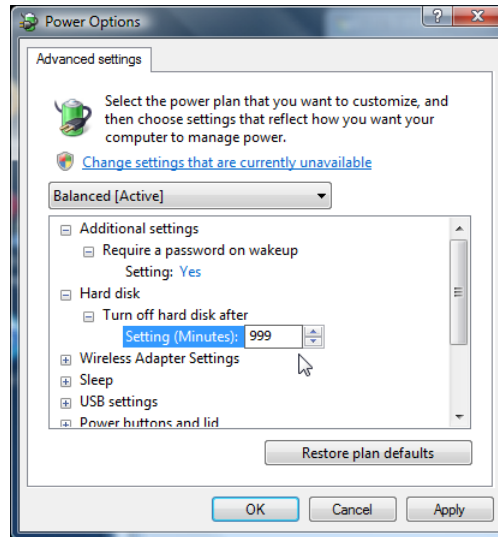 Power Options
Advanced settings
Select the power plan that you want to customize, and
then choose settings that reflect how you want your
computer to manage power.
Change settings that are currently unavailable
Balanced [Active]
Additional settings
Require a password on wakeup
Setting: Yes
Hard disk
Turn off hard disk after
Setting (Minutes): 999
Wireless Adapter Settings
Sleep
USB settings
Power buttons and lid
Restore plan defaults
OK Cancel Apply